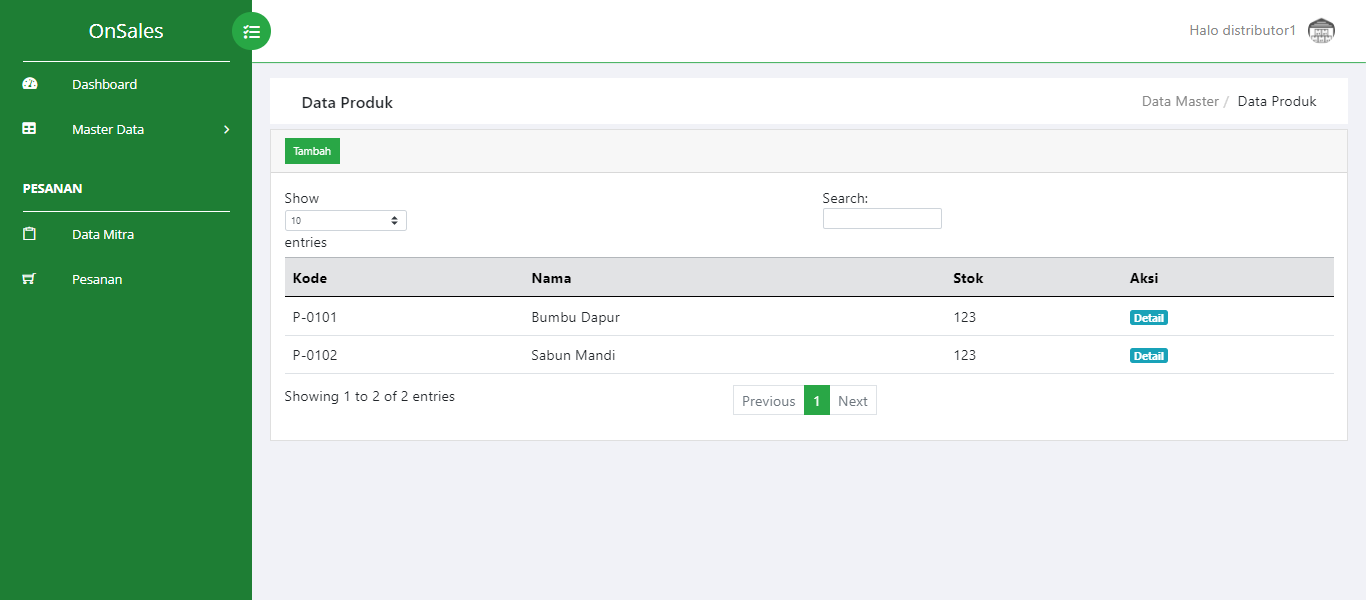 OnSales
Halo distributor1
Dashboard
Master Data
PESANAN
Data Mitra
Pesanan
Data Produk
Data Master / Data Produk
Tambah
Show
10
entries
Search:
Kode Nama Stok Aksi
P-0101 Bumbu Dapur 123 Detail
P-0102 Sabun Mandi 123 Detail
Showing 1 to 2 of 2 entries
Previous 1 Next